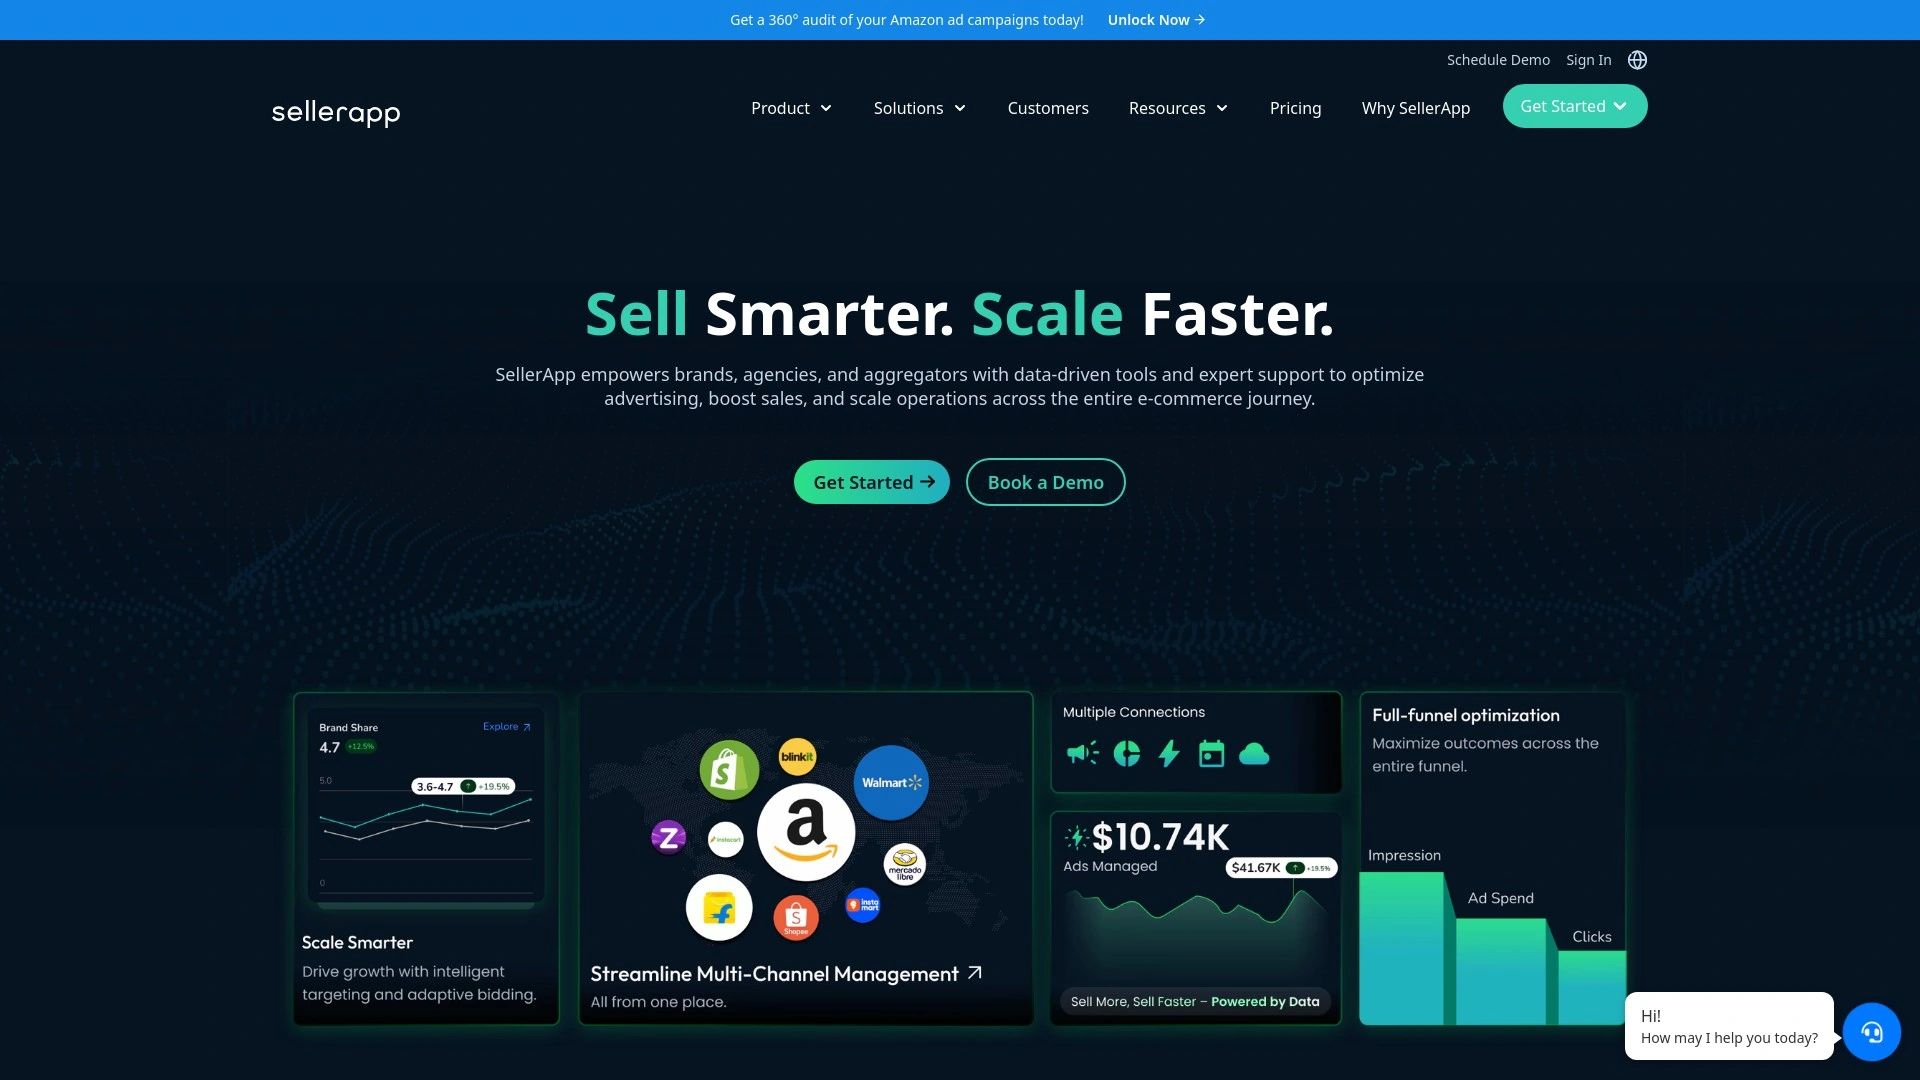 Get a 360° audit of your Amazon ad campaigns today! Unlock Now →
Schedule Demo Sign In
sellerapp
Product Solutions Customers Resources Pricing Why SellerApp Get Started
Sell Smarter. Scale Faster.
SellerApp empowers brands, agencies, and aggregators with data-driven tools and expert support to optimize
advertising, boost sales, and scale operations across the entire e-commerce journey.
Get Started →
Book a Demo
Brand Share
Explore
4.7 +12.5%
5.0
3.6-4.7 ↑ +19.5%
0
Scale Smarter
Drive growth with intelligent
targeting and adaptive bidding.
blinkit
Walmart
a
Z
instacart
mercado
libre
insta
mart
S
Shopee
Streamline Multi-Channel Management
All from one place.
Multiple Connections
$10.74K
Ads Managed
$41.67K ↑ +19.5%
Sell More, Sell Faster – Powered by Data
Full-funnel optimization
Maximize outcomes across the
entire funnel.
Impression
Ad Spend
Clicks
Hi!
How may I help you today?